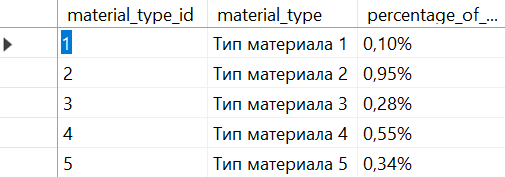 material_type_id material_type percentage_of_...
1 Тип материала 1 0,10%
2 Тип материала 2 0,95%
3 Тип материала 3 0,28%
4 Тип материала 4 0,55%
5 Тип материала 5 0,34%